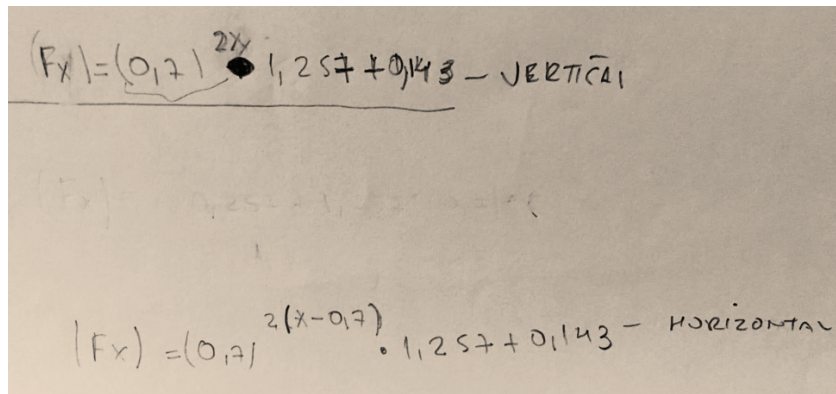 (Fx)=(0,7)^2x • 1,257+0,143 - VERTICAL
(Fx)=(0,7)^2(x-0,7) . 1,257+0,143 - HORIZONTAL